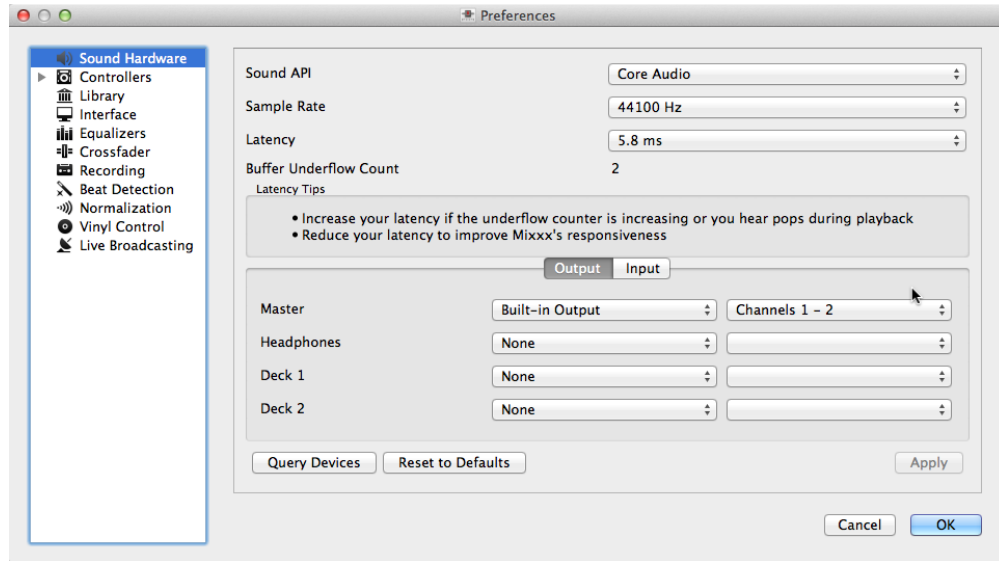 Preferences
Sound Hardware
Controllers
Library
Interface
Equalizers
Crossfader
Recording
Beat Detection
Normalization
Vinyl Control
Live Broadcasting
Sound API Core Audio
Sample Rate 44100 Hz
Latency 5.8 ms
Buffer Underflow Count 2
Latency Tips
• Increase your latency if the underflow counter is increasing or you hear pops during playback
• Reduce your latency to improve Mixxx's responsiveness
Output Input
Master Built-in Output Channels 1 – 2
Headphones None
Deck 1 None
Deck 2 None
Query Devices Reset to Defaults Apply
Cancel OK